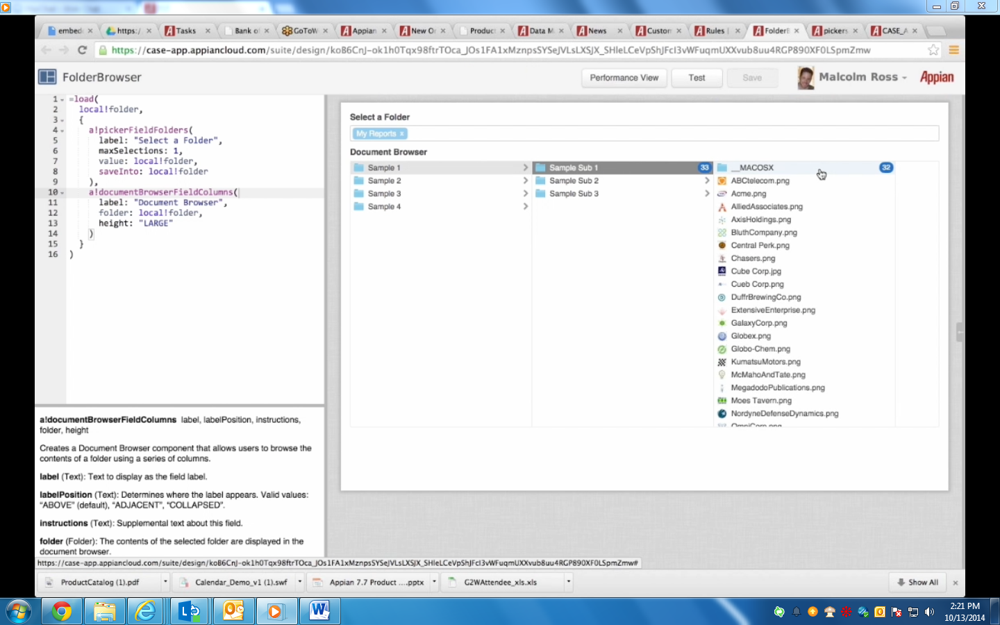 embed
https:/
Tasks
Bank of
GoToW
Appian
New O
Product
Data M
News
Custom
Rules |
FolderB
pickers
CASE_A
https://case-app.appiancloud.com/suite/design/koB6CnJ-ok1h0Tqx98ftrTOca_JOs1FA1xMznpsSYSeJVLsLXSJX_SHleLCeVpShJFcI3vWFuqmUXXvub8uu4RGP890XF0LSpmZmw
FolderBrowser
Performance View
Test
Save
Malcolm Ross
Appian
1 =load(
2 local!folder,
3 {
4 a!pickerFieldFolders(
5 label: "Select a Folder",
6 maxSelections: 1,
7 value: local!folder,
8 saveInto: local!folder
9 ),
10 a!documentBrowserFieldColumns(
11 label: "Document Browser",
12 folder: local!folder,
13 height: "LARGE"
14 )
15 }
16 )
a!documentBrowserFieldColumns label, labelPosition, instructions,
folder, height
Creates a Document Browser component that allows users to browse the
contents of a folder using a series of columns.
label (Text): Text to display as the field label.
labelPosition (Text): Determines where the label appears. Valid values:
"ABOVE" (default), "ADJACENT", "COLLAPSED".
instructions (Text): Supplemental text about this field.
folder (Folder): The contents of the selected folder are displayed in the
document browser.
Select a Folder
My Reports x
Document Browser
Sample 1
Sample 2
Sample 3
Sample 4
Sample Sub 1 33
Sample Sub 2
Sample Sub 3
__MACOSX 32
ABCtelecom.png
Acme.png
AlliedAssociates.png
AxisHoldings.png
BluthCompany.png
Central Perk.png
Chasers.png
Cube Corp.jpg
Cueb Corp.png
DuffrBrewingCo.png
ExtensiveEnterprise.png
GalaxyCorp.png
Globex.png
Globo-Chem.png
KumatsuMotors.png
McMahoAndTate.png
MegadodoPublications.png
Moes Tavern.png
NordyneDefenseDynamics.png
OmniCorp.png
https://case-app.appiancloud.com/suite/design/koB6CnJ-ok1h0Tqx98ftrTOca_JOs1FA1xMznpsSYSeJVLsLXSJX_SHleLCeVpShJFcI3vWFuqmUXXvub8uu4RGP890XF0LSpmZmw#
ProductCatalog (1).pdf
Calendar_Demo_v1 (1).swf
Appian 7.7 Product ....pptx
G2WAttendee_xls.xls
Show All
2:21 PM
10/13/2014